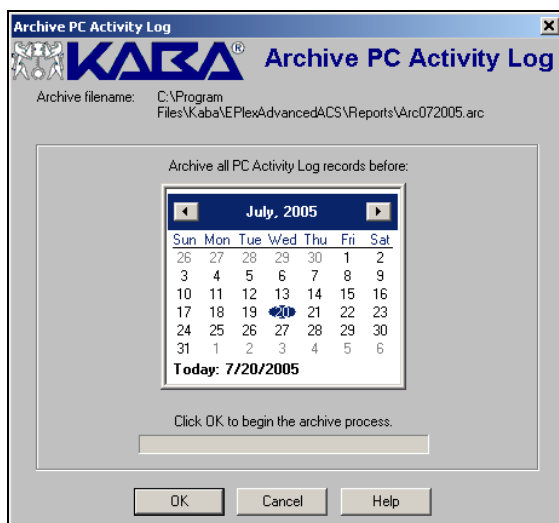 Archive PC Activity Log
KABA® Archive PC Activity Log
Archive filename: C:\Program
Files\Kaba\EPlexAdvancedACS\Reports\Arc072005.arc
Archive all PC Activity Log records before:
July, 2005
Sun Mon Tue Wed Thu Fri Sat
26 27 28 29 30 1 2
3 4 5 6 7 8 9
10 11 12 13 14 15 16
17 18 19 20 21 22 23
24 25 26 27 28 29 30
31 1 2 3 4 5 6
Today: 7/20/2005
Click OK to begin the archive process.
OK Cancel Help